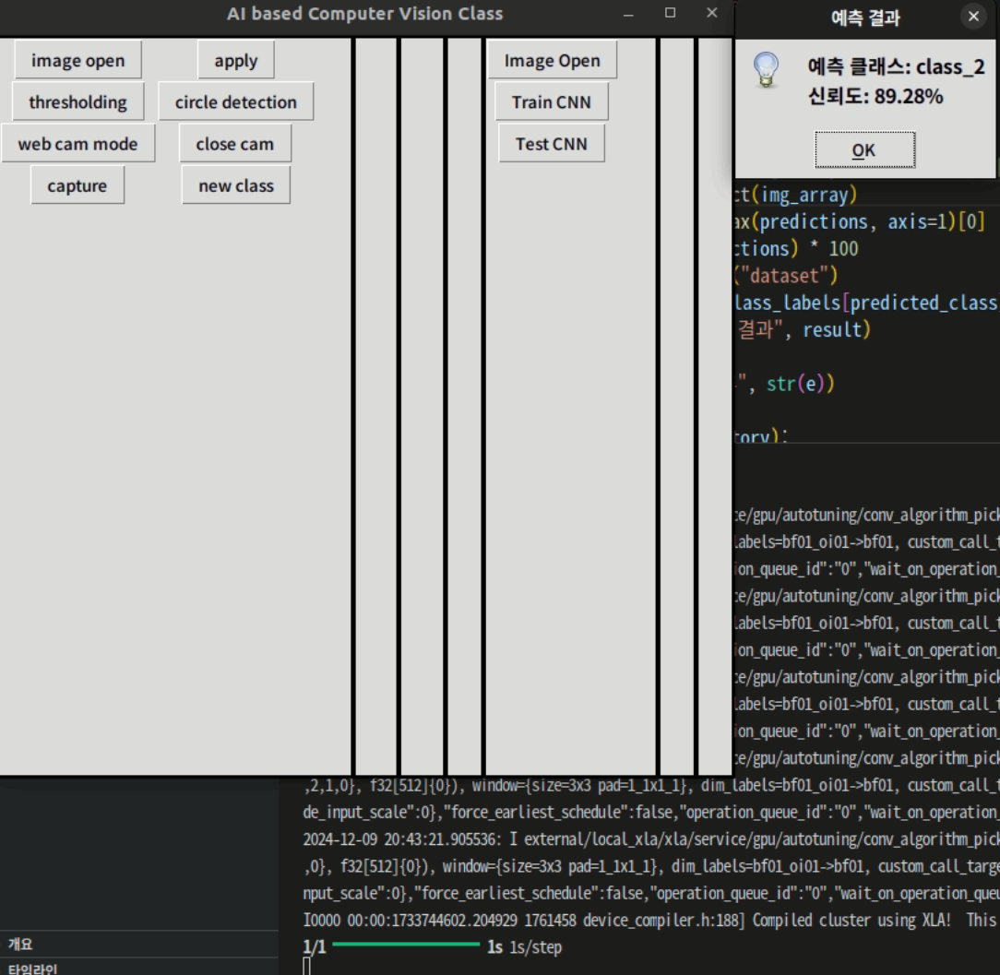 AI based Computer Vision Class
image open
apply
thresholding
circle detection
web cam mode
close cam
capture
new class
Image Open
Train CNN
Test CNN
예측 결과
예측 클래스: class_2
신뢰도: 89.28%
OK
ct(img_array)
ax(predictions, axis=1)[0]
ctions) * 100
("dataset")
lass_labels[predicted_class_
결과", result)
", str(e))
tory):
ce/gpu/autotuning/conv_algorithm_pick
labels=bf01_oi01->bf01, custom_call_t
ion_queue_id":"0","wait_on_operation_
ce/gpu/autotuning/conv_algorithm_pick
labels=bf01_oi01->bf01, custom_call_t
ion_queue_id":"0","wait_on_operation_
ce/gpu/autotuning/conv_algorithm_pick
labels=bf01_oi01->bf01, custom_call_t
ion_queue_id":"0","wait_on_operation_
ce/gpu/autotuning/conv_algorithm_pick
,2,1,0}, f32[512]{0}), window={size=3x3 pad=1_1x1_1}, dim_labels=bf01_oi01->bf01, custom_call_t
de_input_scale":0},"force_earliest_schedule":false,"operation_queue_id":"0","wait_on_operation_
2024-12-09 20:43:21.905536: I external/local_xla/xla/service/gpu/autotuning/conv_algorithm_pick
,0}, f32[512]{0}), window={size=3x3 pad=1_1x1_1}, dim_labels=bf01_oi01->bf01, custom_call_targe
nput_scale":0},"force_earliest_schedule":false,"operation_queue_id":"0","wait_on_operation_queu
I0000 00:00:1733744602.204929 1761458 device_compiler.h:188] Compiled cluster using XLA! This
1/1 1s 1s/step
개요
타임라인